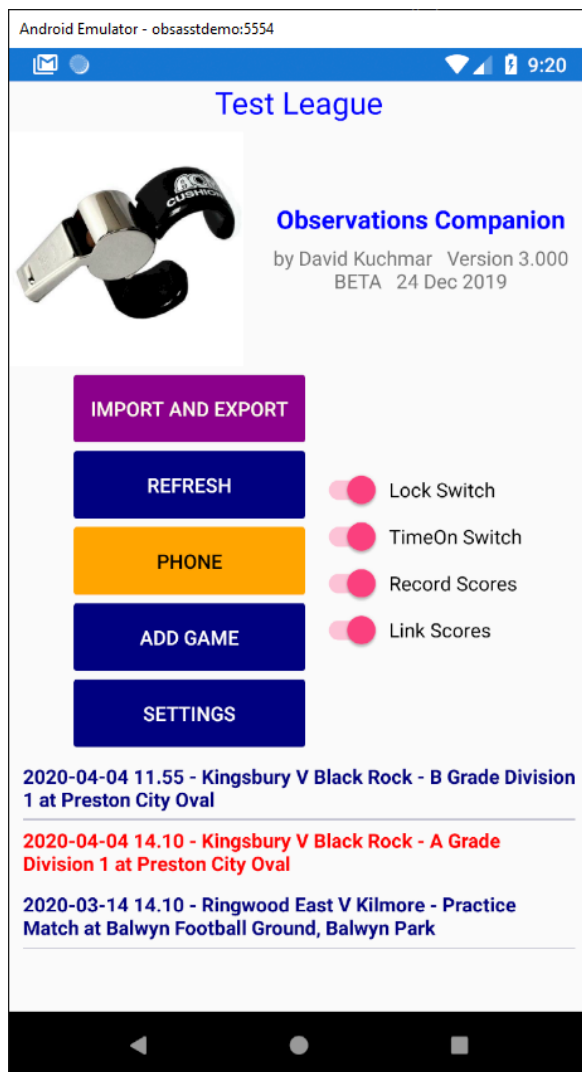 Android Emulator - obsasstdemo:5554
9:20
Test League
ACME
CUSHION
Observations Companion
by David Kuchmar Version 3.000
BETA 24 Dec 2019
IMPORT AND EXPORT
REFRESH
PHONE
ADD GAME
SETTINGS
Lock Switch
TimeOn Switch
Record Scores
Link Scores
2020-04-04 11.55 - Kingsbury V Black Rock - B Grade Division
1 at Preston City Oval
2020-04-04 14.10 - Kingsbury V Black Rock - A Grade
Division 1 at Preston City Oval
2020-03-14 14.10 - Ringwood East V Kilmore - Practice
Match at Balwyn Football Ground, Balwyn Park